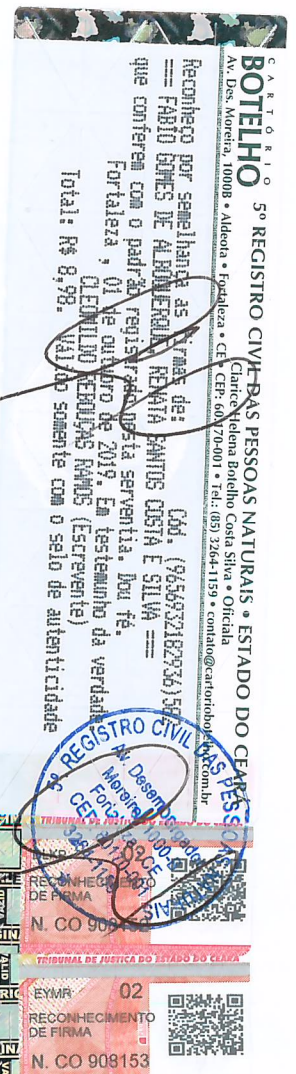 CARTÓRIO
BOTELHO 5º REGISTRO CIVIL DAS PESSOAS NATURAIS • ESTADO DO CEARÁ
Clarice Helena Botelho Costa Silva • Oficiala
Av. Des. Moreira, 1000B • Aldeota • Fortaleza • CE • CEP: 60170-001 • Tel.: (85) 3264-1159 • contato@cartoriobotelho.com.br
Reconheço por semelhança as firmas de:
=== FABIO GOMES DE ALBUQUERQUE, RENATA SANTOS COSTA E SILVA ===
que conferem com o padrão registrado nesta serventia. Dou fé.
Fortaleza , 01 de outubro de 2019. Em testemunho da verdade
CLEDNILDO REBOUÇAS RAMOS (Escrevente)
Total: R$ 8,98. Válido somente com o selo de autenticidade
5º REGISTRO CIVIL DAS PESSOAS NATURAIS
TRIBUNAL DE JUSTIÇA DO ESTADO DO CEARÁ
02
RECONHECIMENTO
DE FIRMA
TRIBUNAL DE JUSTIÇA DO ESTADO DO CEARÁ
EYMR 02
RECONHECIMENTO
DE FIRMA
N. CO 908153